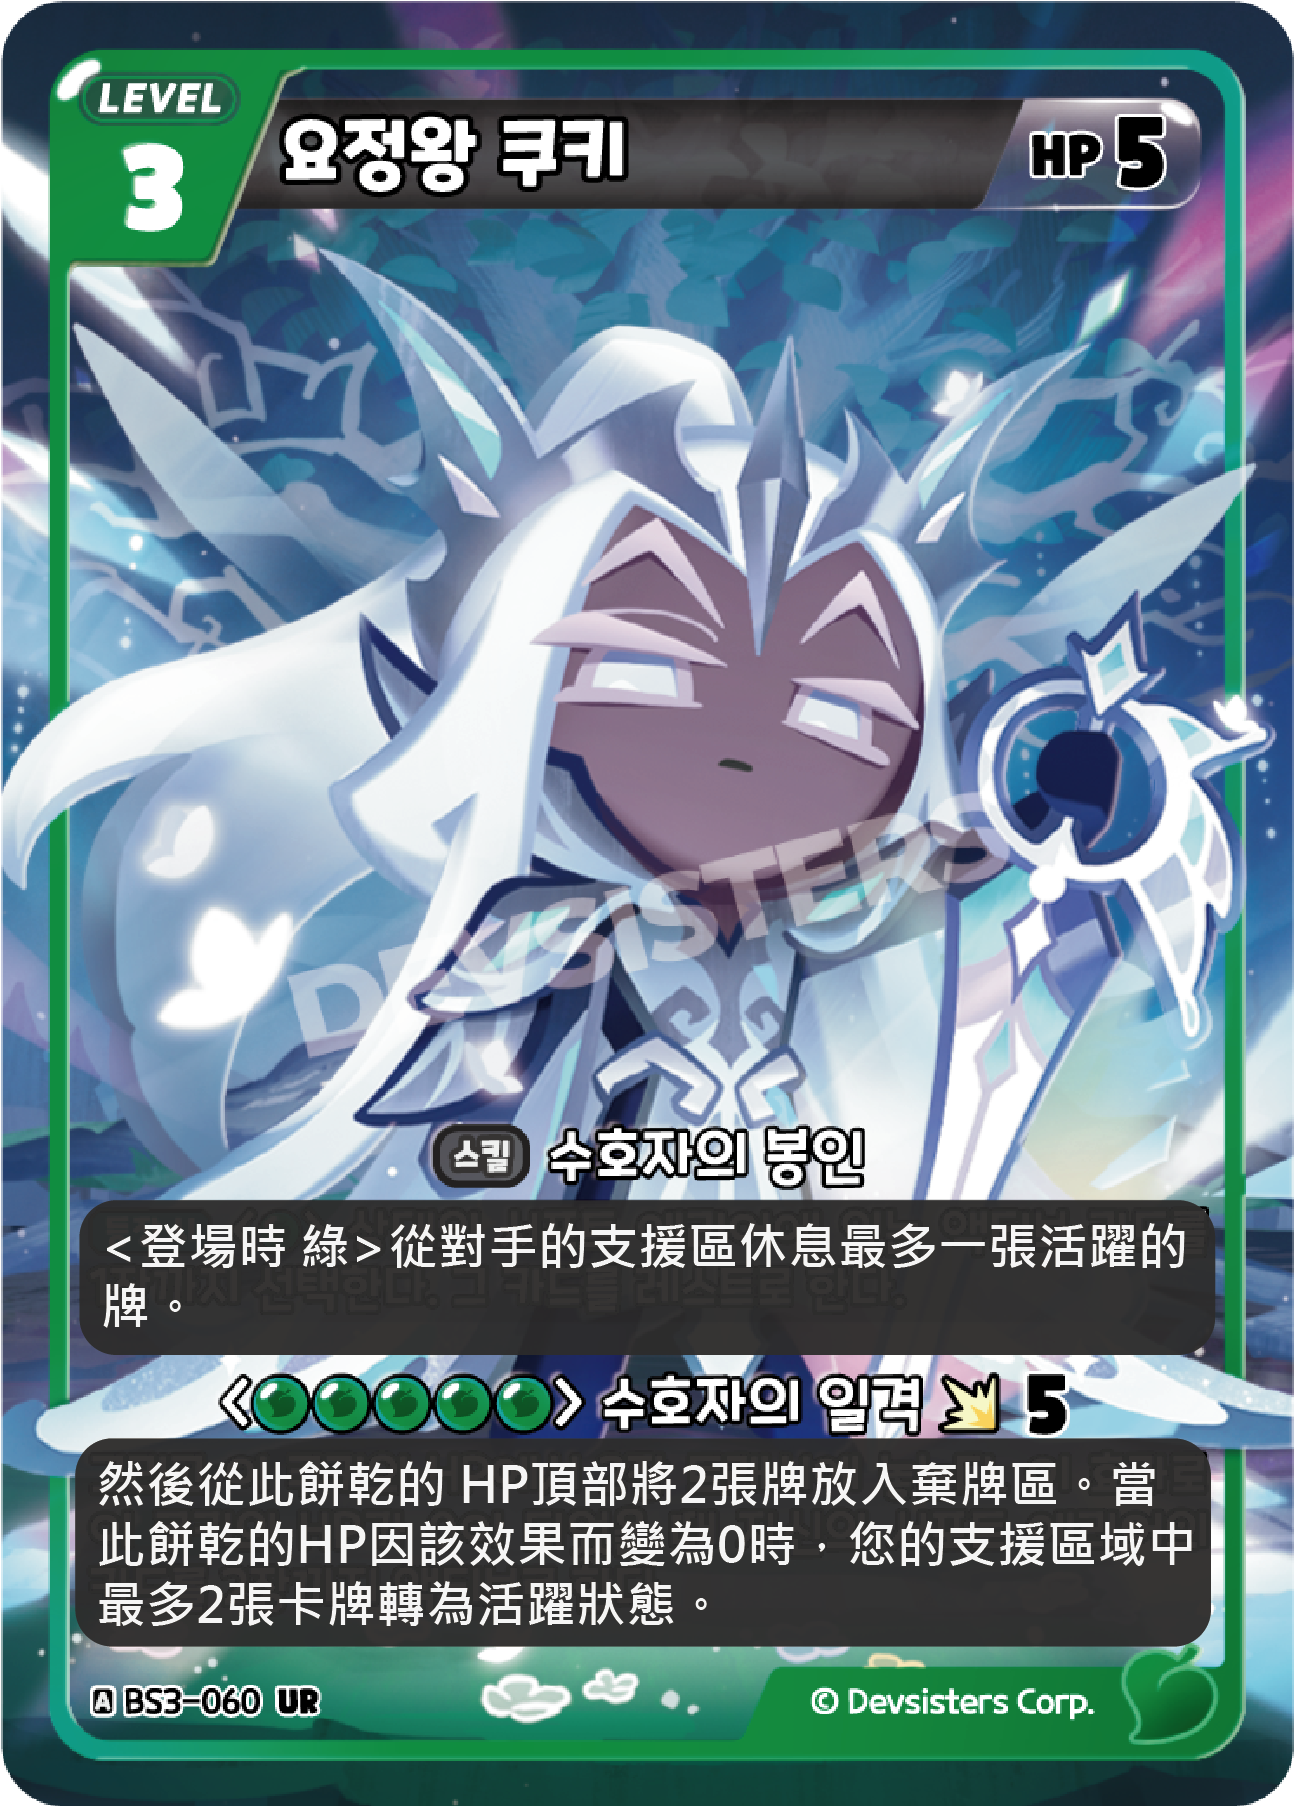 LEVEL
3
요정왕 쿠키
HP 5
DEVSISTERS
스킬 수호자의 봉인
<登場時 綠>從對手的支援區休息最多一張活躍的
牌。
< > 수호자의 일격 5
然後從此餅乾的 HP頂部將2張牌放入棄牌區。當
此餅乾的HP因該效果而變為0時，您的支援區域中
最多2張卡牌轉為活躍狀態。
A BS3-060 UR
© Devsisters Corp.